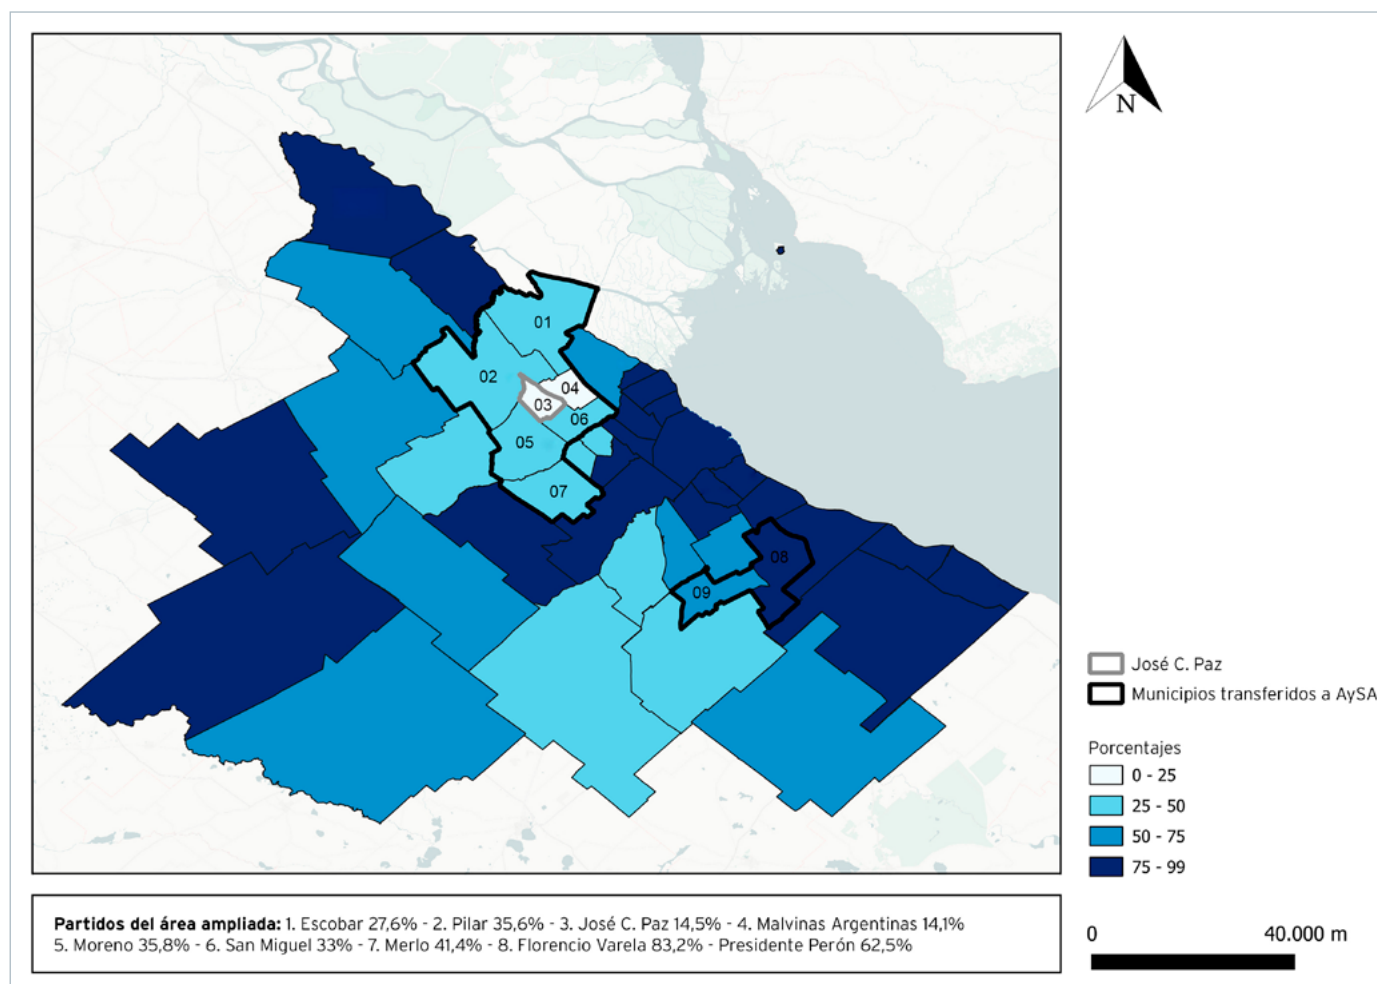 N
01
02
04
03
06
05
07
08
09
José C. Paz
Municipios transferidos a AySA
Porcentajes
0 - 25
25 - 50
50 - 75
75 - 99
Partidos del área ampliada: 1. Escobar 27,6% - 2. Pilar 35,6% - 3. José C. Paz 14,5% - 4. Malvinas Argentinas 14,1%
5. Moreno 35,8% - 6. San Miguel 33% - 7. Merlo 41,4% - 8. Florencio Varela 83,2% - Presidente Perón 62,5%
0 40.000 m